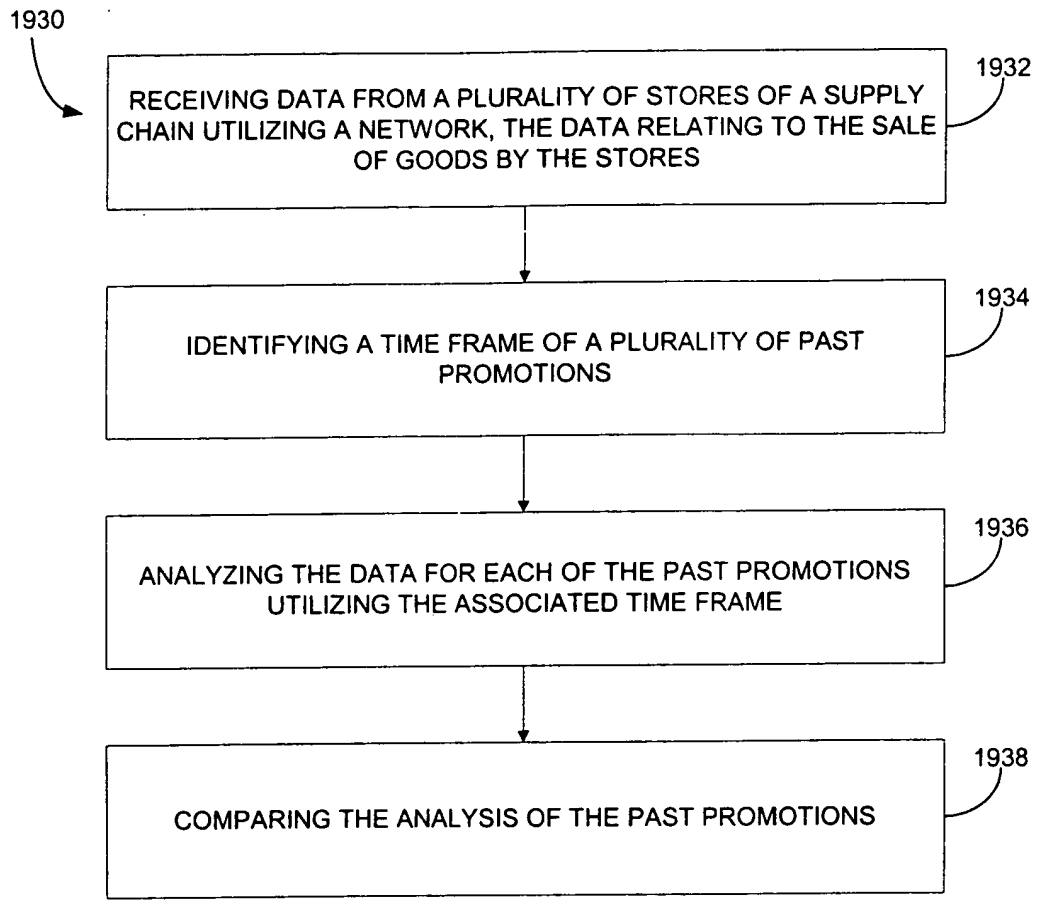 1930
1932
RECEIVING DATA FROM A PLURALITY OF STORES OF A SUPPLY
CHAIN UTILIZING A NETWORK, THE DATA RELATING TO THE SALE
OF GOODS BY THE STORES
1934
IDENTIFYING A TIME FRAME OF A PLURALITY OF PAST
PROMOTIONS
1936
ANALYZING THE DATA FOR EACH OF THE PAST PROMOTIONS
UTILIZING THE ASSOCIATED TIME FRAME
1938
COMPARING THE ANALYSIS OF THE PAST PROMOTIONS